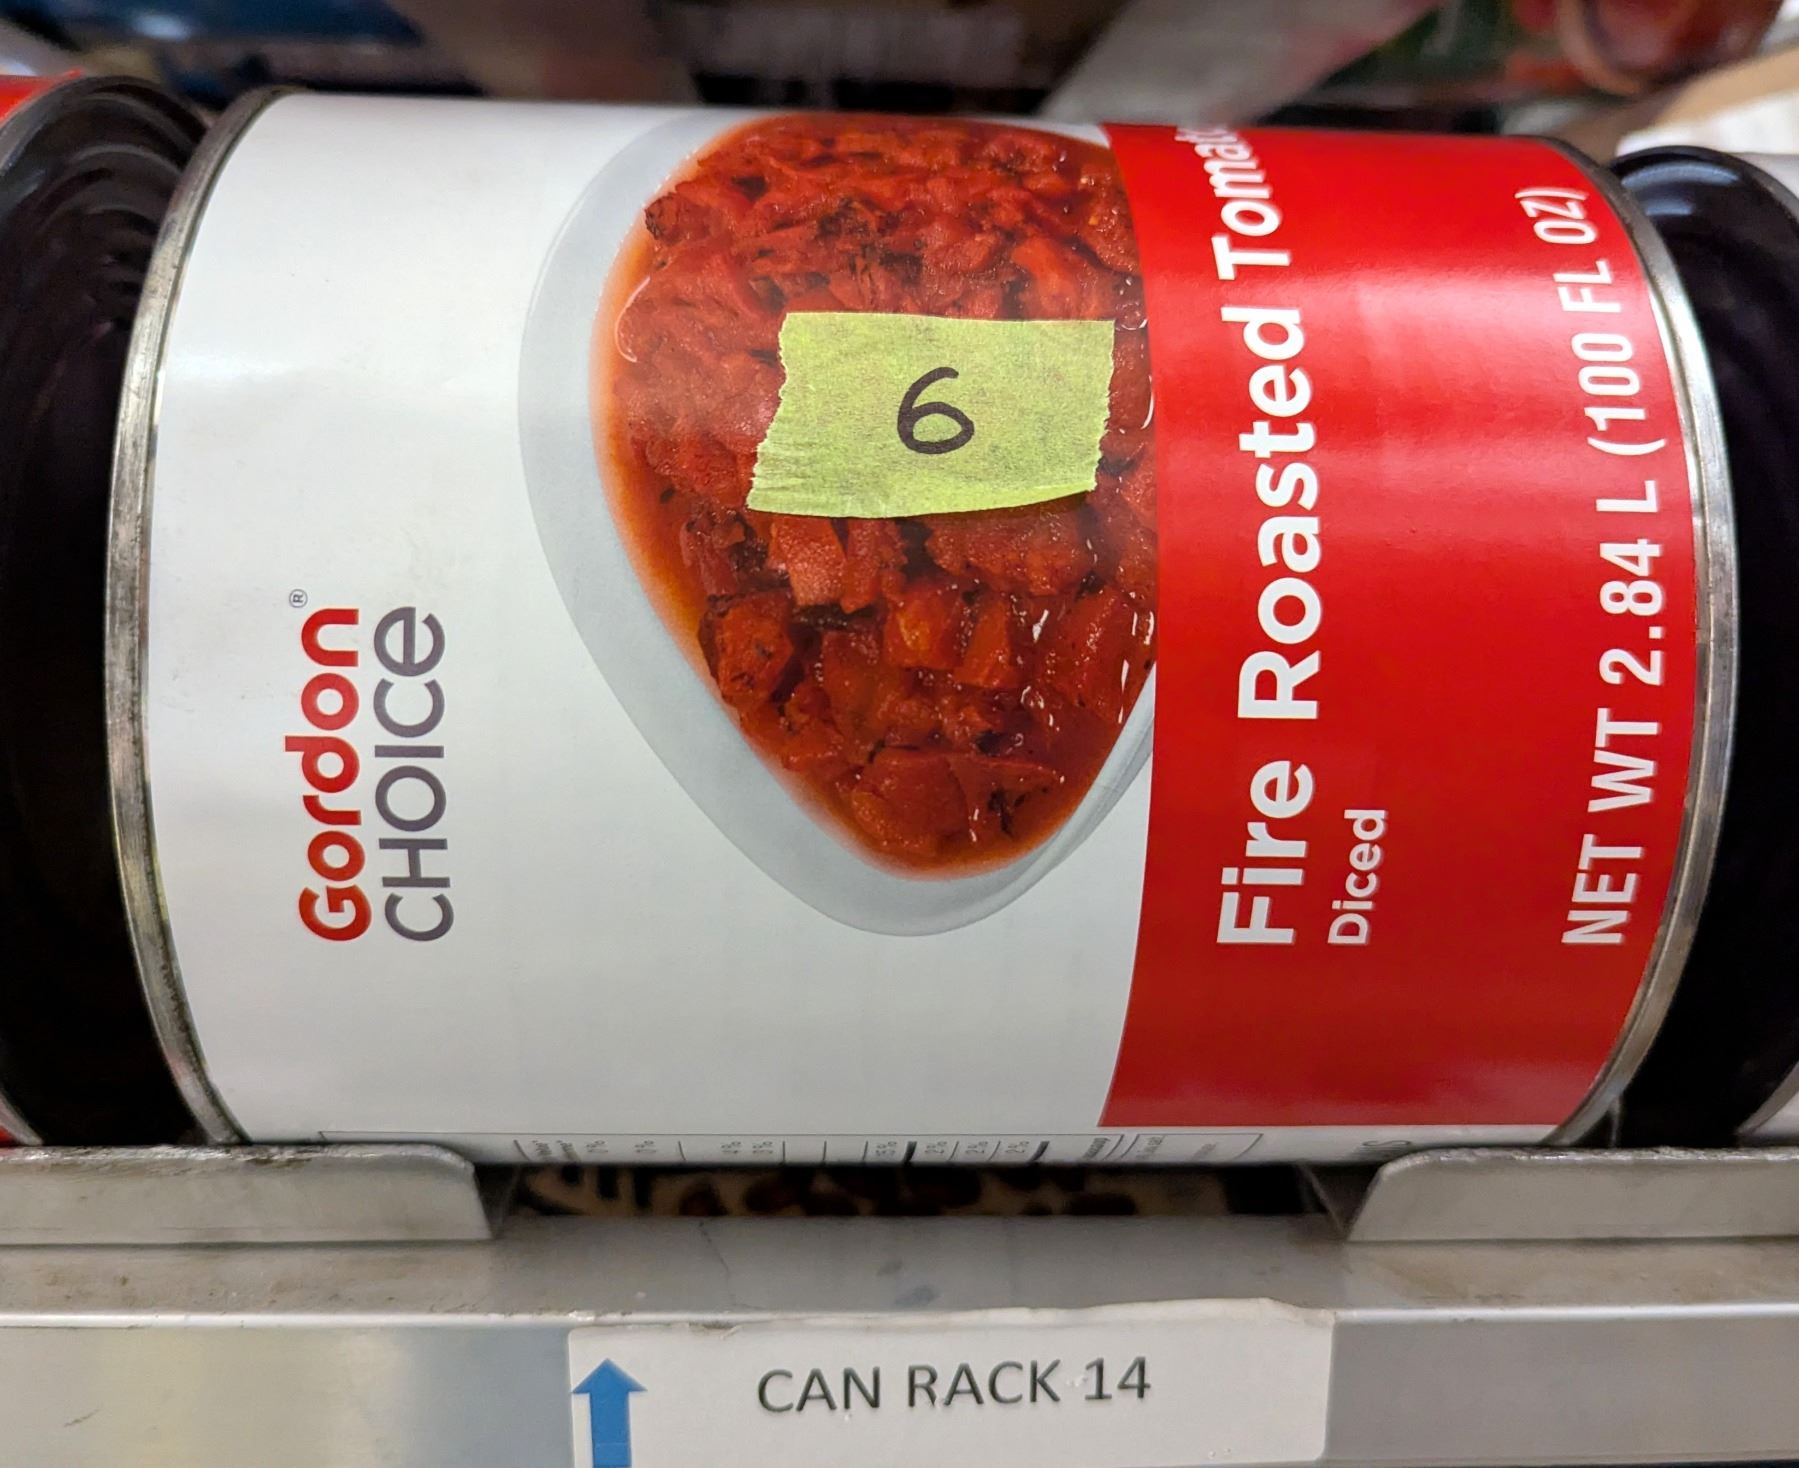 Gordon®
CHOICE
6
Fire Roasted
Diced
NET WT 2.84 L (100 FL OZ)
CAN RACK 14